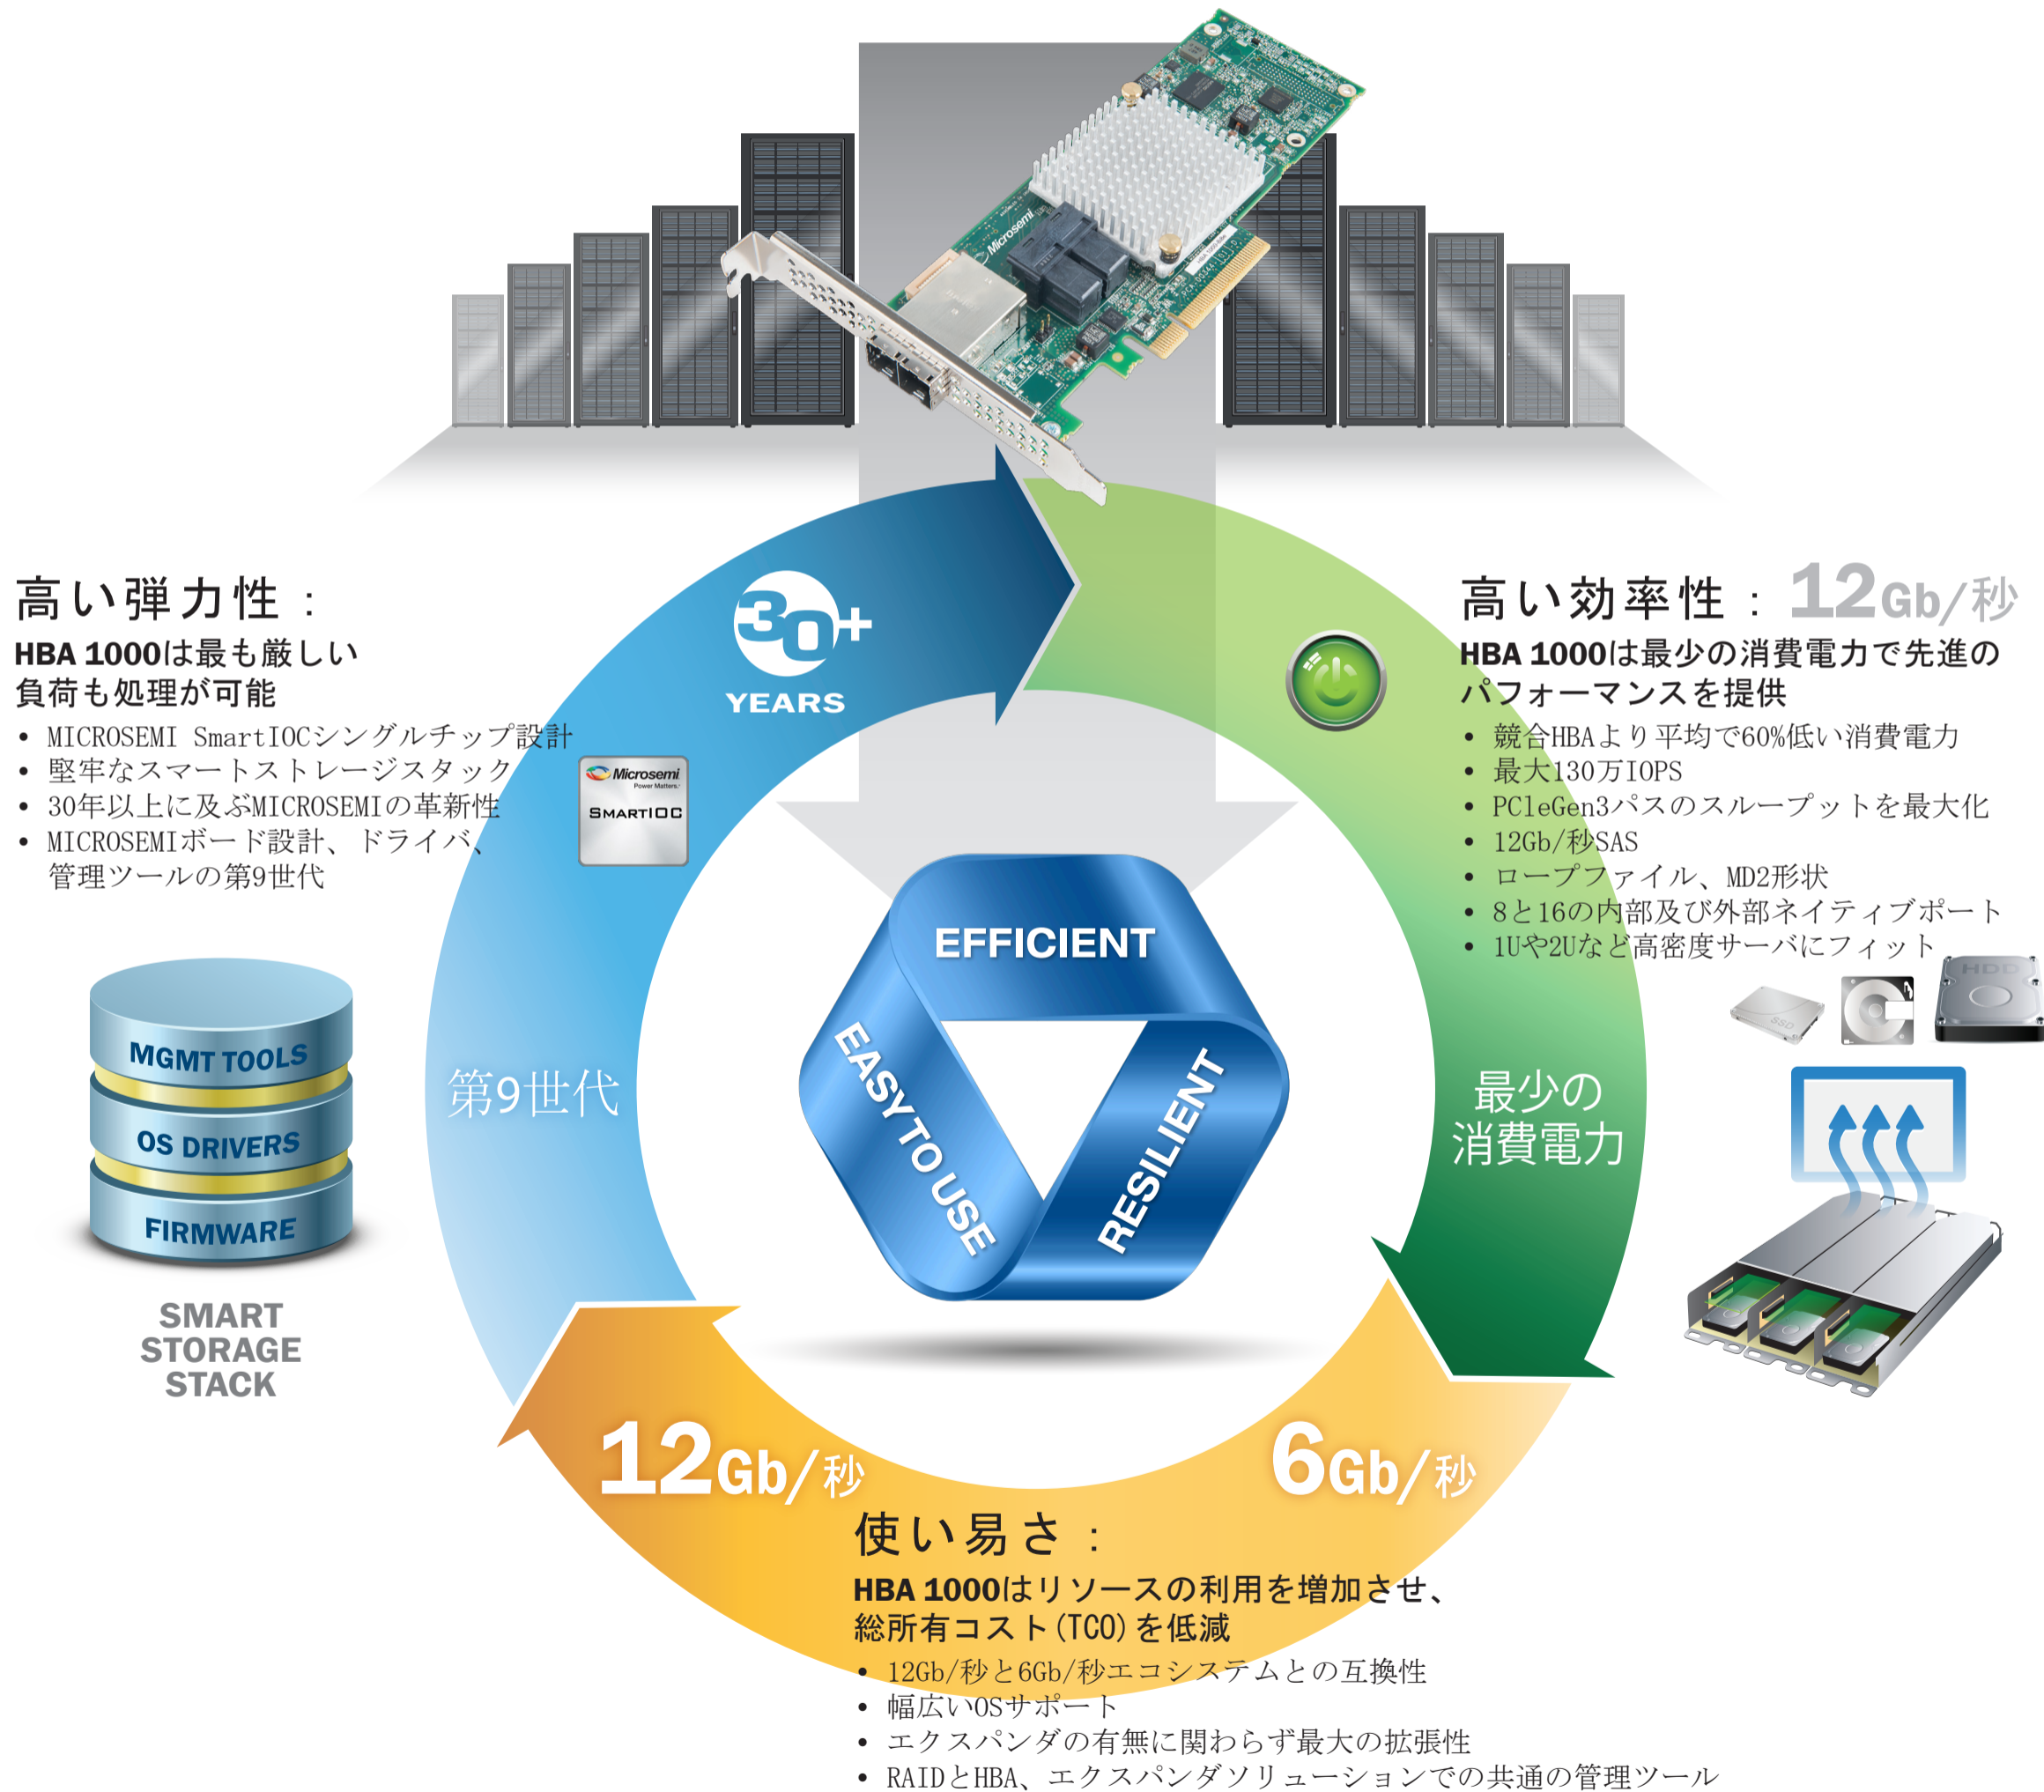 Microsemi
30+
YEARS
高い弾力性：
HBA 1000は最も厳しい
負荷も処理が可能
• MICROSEMI SmartIOCシングルチップ設計
• 堅牢なスマートストレージスタック
• 30年以上に及ぶMICROSEMIの革新性
• MICROSEMIボード設計、ドライバ、
管理ツールの第9世代
Microsemi
Power Matters.
SMARTIOC
高い効率性：12Gb/秒
HBA 1000は最少の消費電力で先進の
パフォーマンスを提供
• 競合HBAより平均で60%低い消費電力
• 最大130万IOPS
• PCleGen3パスのスループットを最大化
• 12Gb/秒SAS
• ロープファイル、MD2形状
• 8と16の内部及び外部ネイティブポート
• 1Uや2Uなど高密度サーバにフィット
SSD
HDD
EFFICIENT
EASY TO USE
RESILIENT
MGMT TOOLS
OS DRIVERS
FIRMWARE
SMART
STORAGE
STACK
第9世代
最少の
消費電力
12Gb/秒
6Gb/秒
使い易さ：
HBA 1000はリソースの利用を増加させ、
総所有コスト(TCO)を低減
• 12Gb/秒と6Gb/秒エコシステムとの互換性
• 幅広いOSサポート
• エクスパンダの有無に関わらず最大の拡張性
• RAIDとHBA、エクスパンダソリューションでの共通の管理ツール